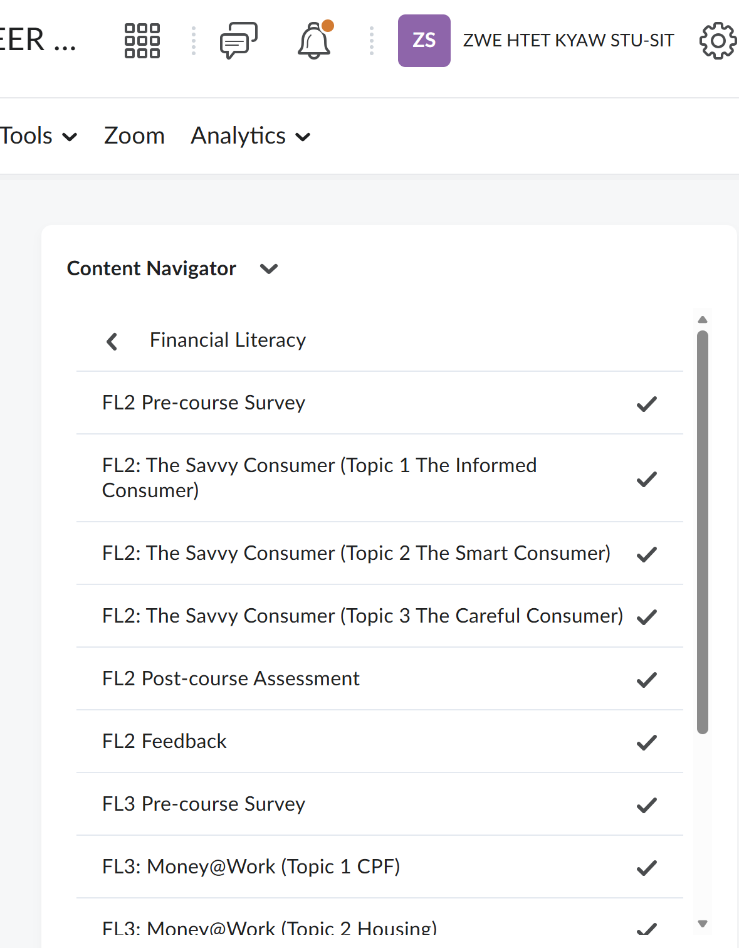 EER ...
ZS
ZWE HTET KYAW STU-SIT
Tools
Zoom
Analytics
Content Navigator
Financial Literacy
FL2 Pre-course Survey
FL2: The Savvy Consumer (Topic 1 The Informed
Consumer)
FL2: The Savvy Consumer (Topic 2 The Smart Consumer)
FL2: The Savvy Consumer (Topic 3 The Careful Consumer)
FL2 Post-course Assessment
FL2 Feedback
FL3 Pre-course Survey
FL3: Money@Work (Topic 1 CPF)
FL3: Money@Work (Topic 2 Housing)